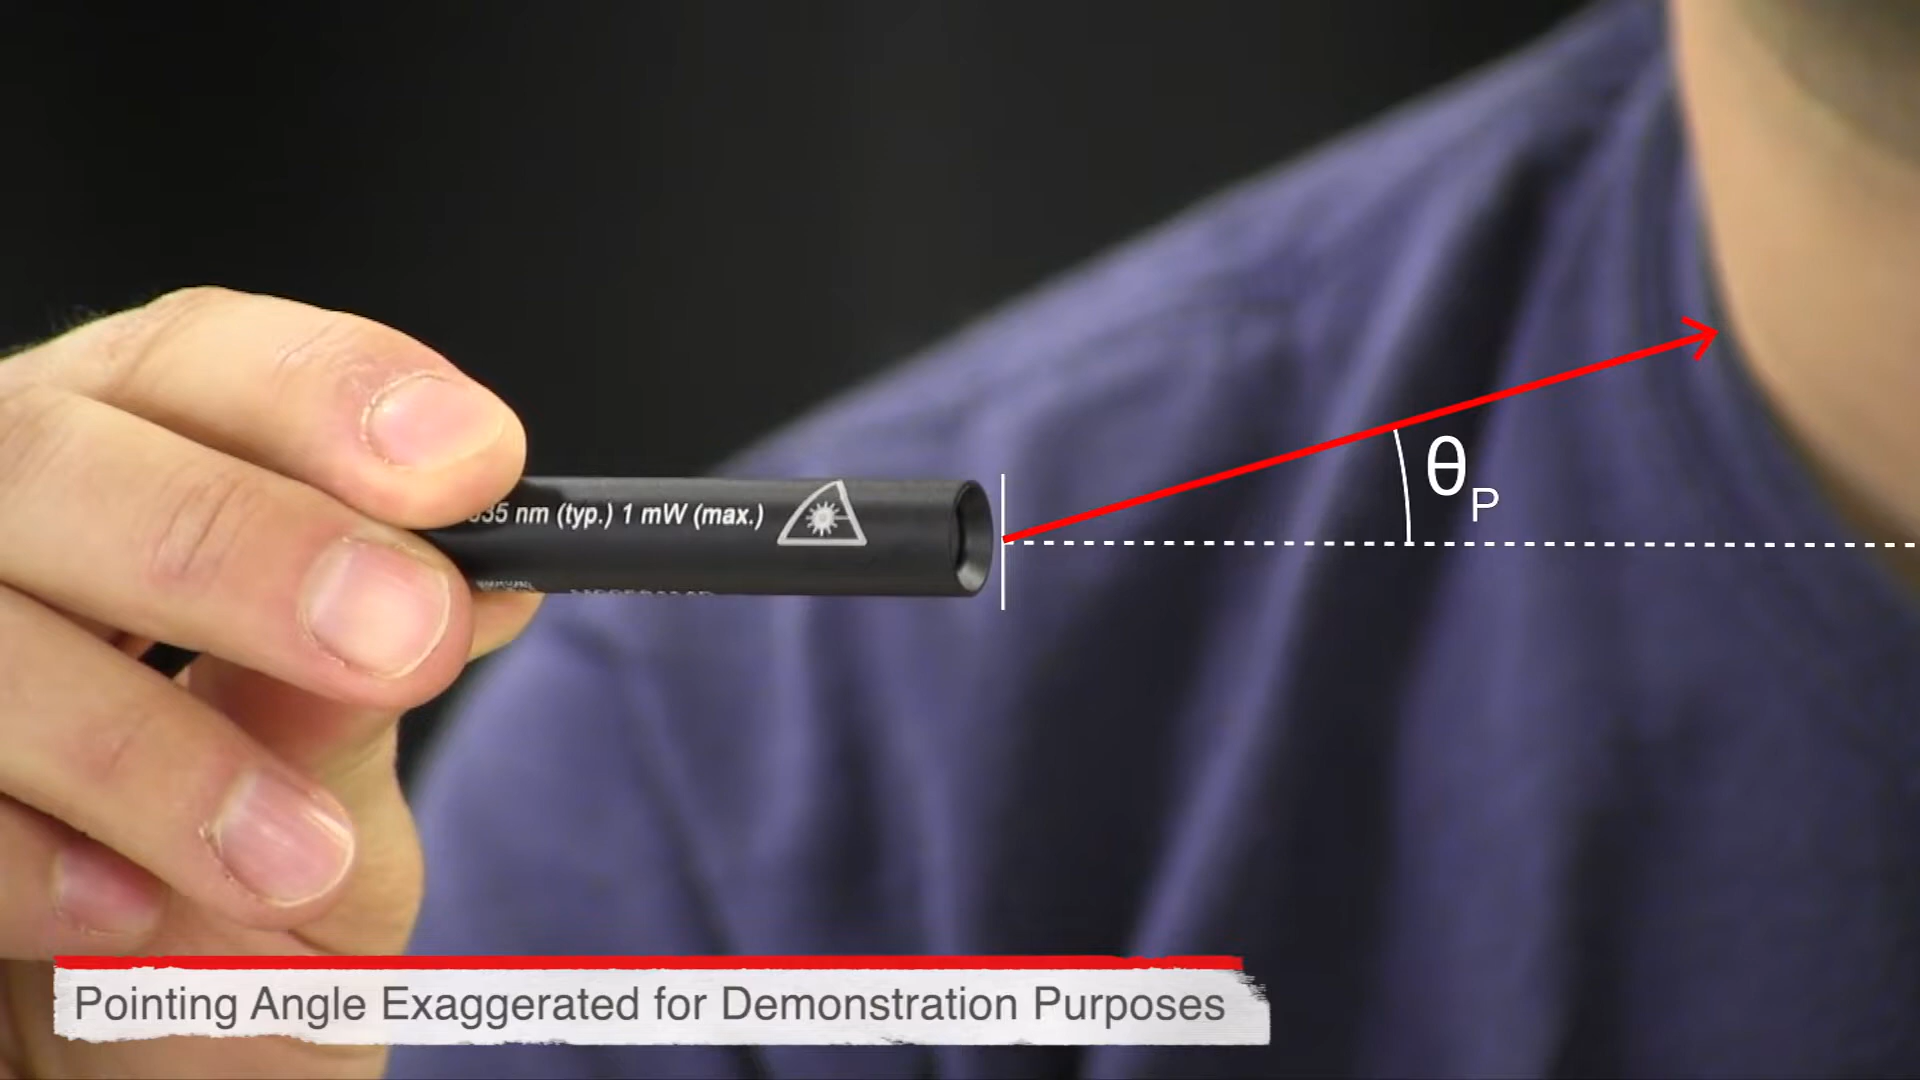 nm (typ.) 1 mW (max.)
θP
Pointing Angle Exaggerated for Demonstration Purposes